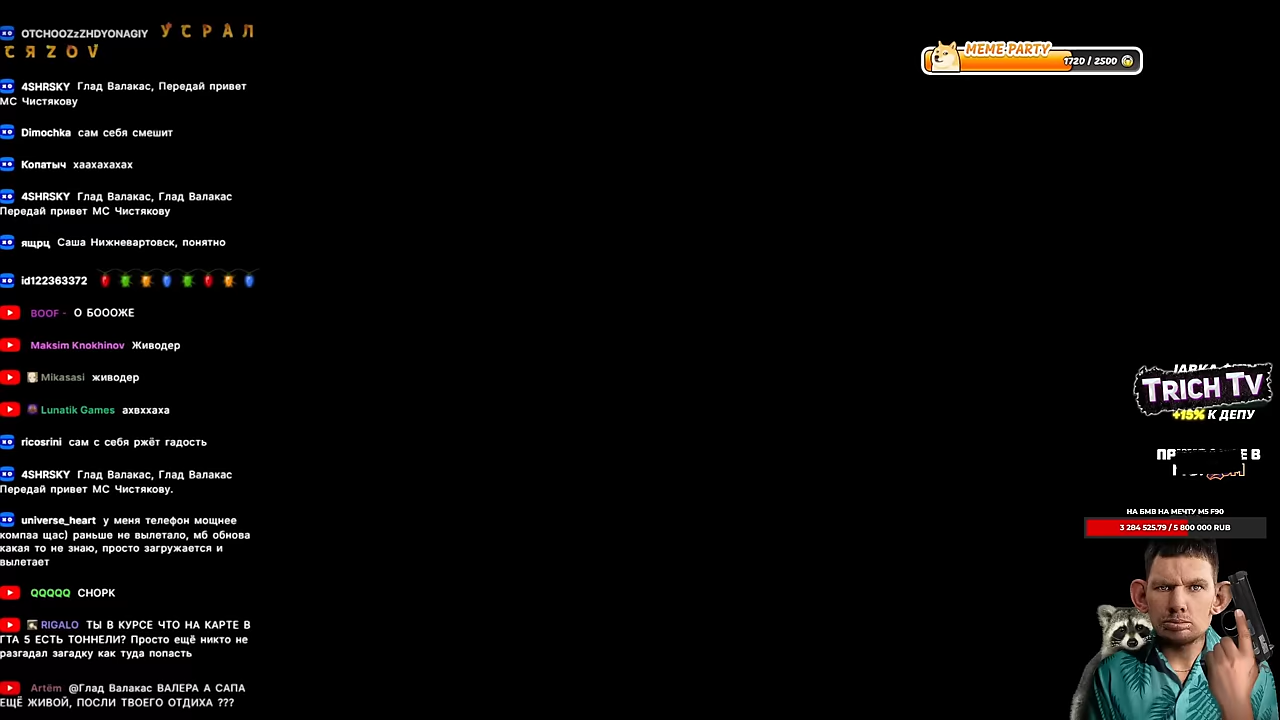 OTCHOOZzZHDYONAGIY У С Р А Л
С Я Z O V
4SHRSKY Глад Валакас, Передай привет
МС Чистякову
Dimochka сам себя смешит
Копатыч хаахахахах
4SHRSKY Глад Валакас, Глад Валакас
Передай привет МС Чистякову
ящрц Саша Нижневартовск, понятно
id122363372
BOOF - О БОООЖЕ
Maksim Knokhinov Живодер
Mikasasi живодер
Lunatik Games ахвххаха
ricosrini сам с себя ржёт гадость
4SHRSKY Глад Валакас, Глад Валакас
Передай привет МС Чистякову.
universe_heart у меня телефон мощнее
компаа щас) раньше не вылетало, мб обнова
какая то не знаю, просто загружается и
вылетает
QQQQQ СНОРК
RIGALO ТЫ В КУРСЕ ЧТО НА КАРТЕ В
ГТА 5 ЕСТЬ ТОННЕЛИ? Просто ещё никто не
разгадал загадку как туда попасть
Artëm @Глад Валакас ВАЛЕРА А САПА
ЕЩЁ ЖИВОЙ, ПОСЛИ ТВОЕГО ОТДИХА ???
MEME PARTY
1720 / 2500
TRICH TV
+15% К ДЕПУ
НА БМВ НА МЕЧТУ M5 F90
3 284 525.79 / 5 800 000 RUB